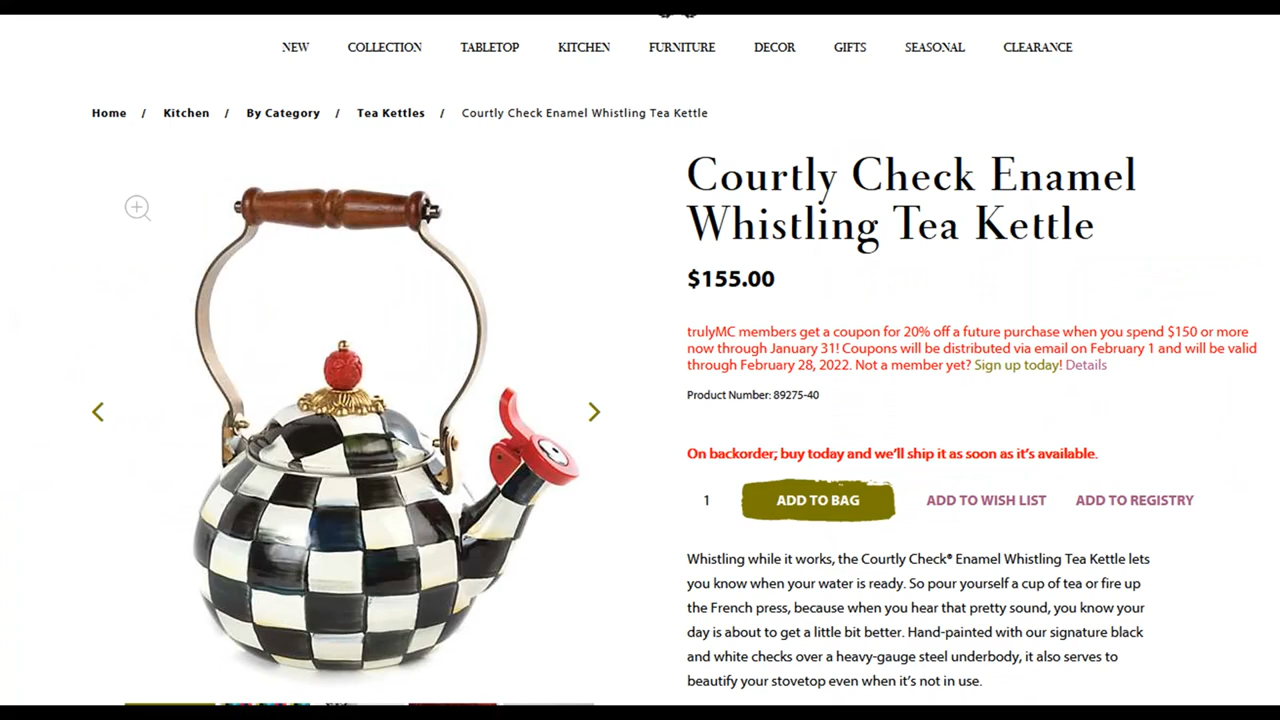 NEW COLLECTION TABLETOP KITCHEN FURNITURE DECOR GIFTS SEASONAL CLEARANCE
Home / Kitchen / By Category / Tea Kettles / Courtly Check Enamel Whistling Tea Kettle
Courtly Check Enamel
Whistling Tea Kettle
$155.00
trulyMC members get a coupon for 20% off a future purchase when you spend $150 or more
now through January 31! Coupons will be distributed via email on February 1 and will be valid
through February 28, 2022. Not a member yet? Sign up today! Details
Product Number: 89275-40
On backorder; buy today and we'll ship it as soon as it's available.
1 ADD TO BAG ADD TO WISH LIST ADD TO REGISTRY
Whistling while it works, the Courtly Check® Enamel Whistling Tea Kettle lets
you know when your water is ready. So pour yourself a cup of tea or fire up
the French press, because when you hear that pretty sound, you know your
day is about to get a little bit better. Hand-painted with our signature black
and white checks over a heavy-gauge steel underbody, it also serves to
beautify your stovetop even when it's not in use.